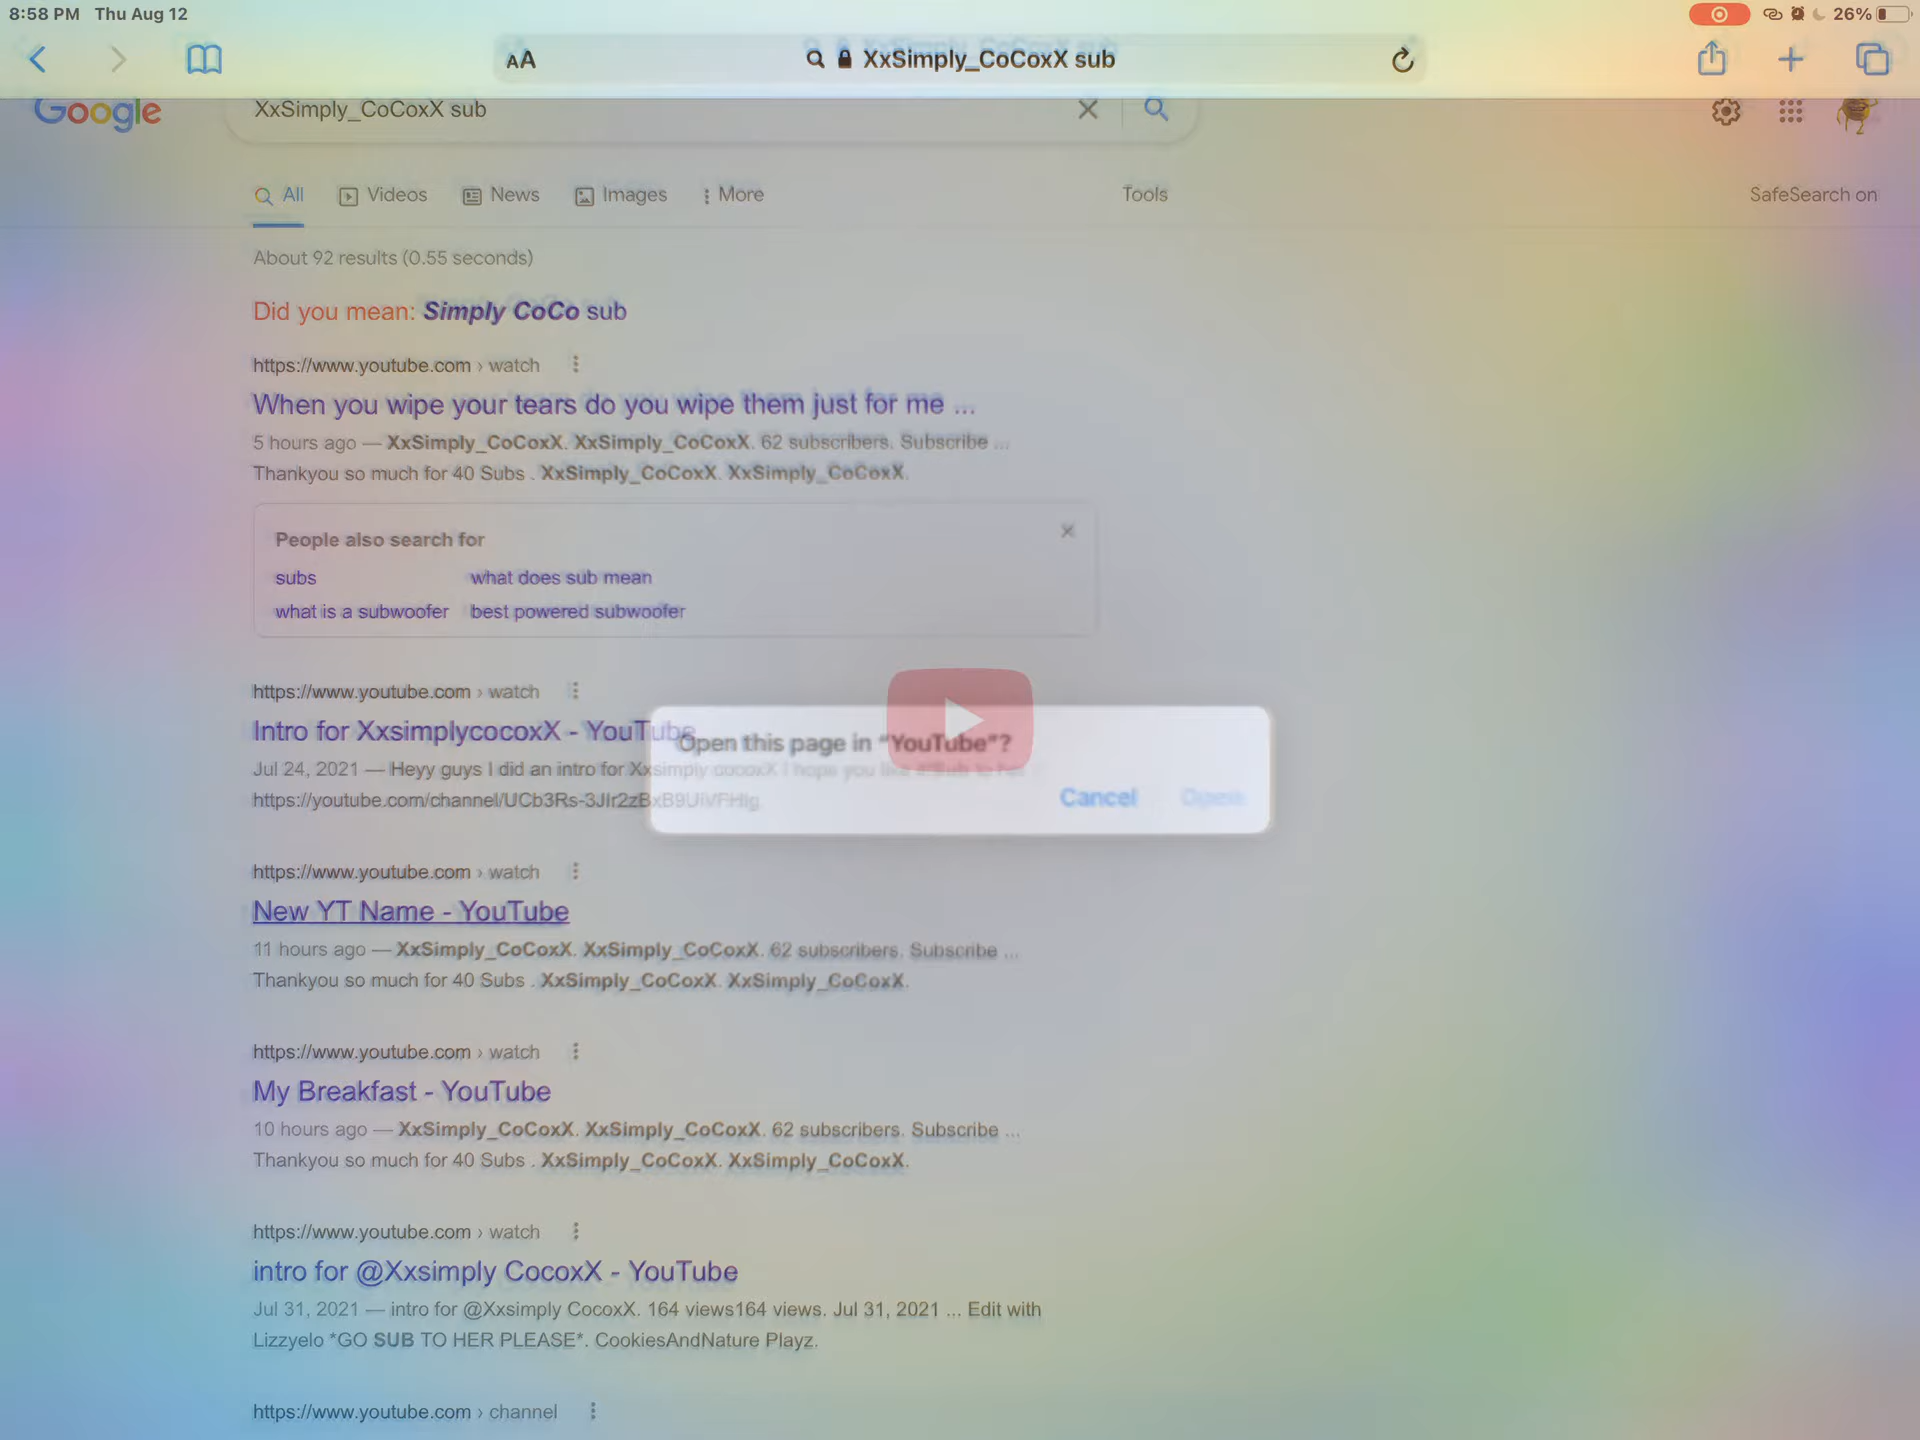 8:58 PM Thu Aug 12
26%
AA
XxSimply_CoCoxX sub
Google
XxSimply_CoCoxX sub
All Videos News Images More Tools SafeSearch on
About 92 results (0.55 seconds)
Did you mean: Simply CoCo sub
https://www.youtube.com › watch
When you wipe your tears do you wipe them just for me ...
5 hours ago — XxSimply_CoCoxX. XxSimply_CoCoxX. 62 subscribers. Subscribe ...
Thankyou so much for 40 Subs . XxSimply_CoCoxX. XxSimply_CoCoxX.
People also search for
subs what does sub mean
what is a subwoofer best powered subwoofer
https://www.youtube.com › watch
Intro for XxsimplycocoxX - YouTube
Jul 24, 2021 — Heyy guys I did an intro for Xxsimply cocoxX I hope you like
https://youtube.com/channel/UCb3Rs-3JIr2zBxB9UiVFHIg
Open this page in "YouTube"?
Cancel Open
https://www.youtube.com › watch
New YT Name - YouTube
11 hours ago — XxSimply_CoCoxX. XxSimply_CoCoxX. 62 subscribers. Subscribe ...
Thankyou so much for 40 Subs . XxSimply_CoCoxX. XxSimply_CoCoxX.
https://www.youtube.com › watch
My Breakfast - YouTube
10 hours ago — XxSimply_CoCoxX. XxSimply_CoCoxX. 62 subscribers. Subscribe ...
Thankyou so much for 40 Subs . XxSimply_CoCoxX. XxSimply_CoCoxX.
https://www.youtube.com › watch
intro for @Xxsimply CocoxX - YouTube
Jul 31, 2021 — intro for @Xxsimply CocoxX. 164 views164 views. Jul 31, 2021 ... Edit with
Lizzyelo *GO SUB TO HER PLEASE*. CookiesAndNature Playz.
https://www.youtube.com › channel